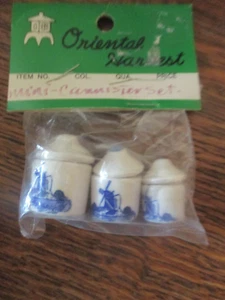 Oriental
Harvest
ITEM NO. COL. QUA. PRICE
Mini-Cannister Set.